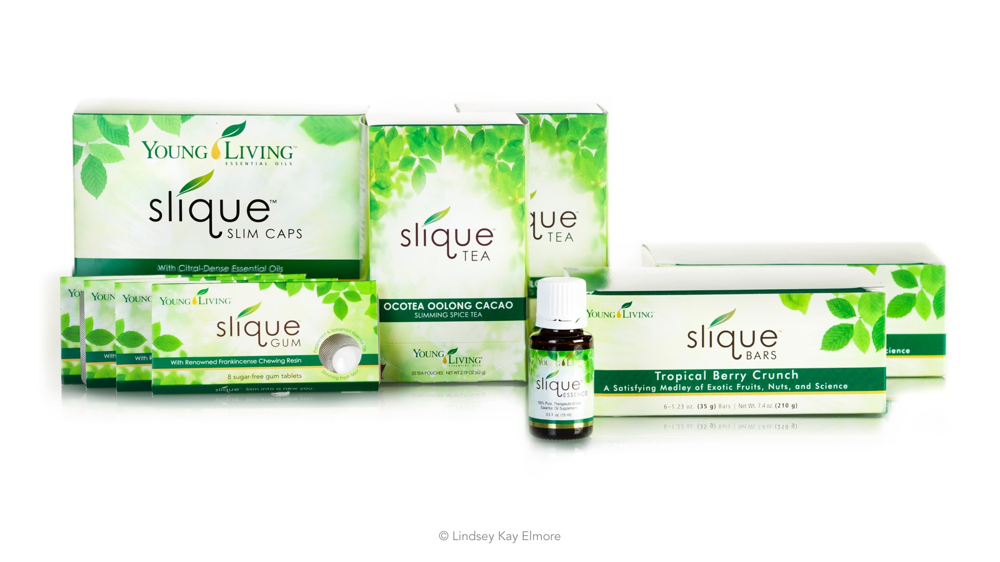 YOUNG LIVING™
ESSENTIAL OILS
slique™
SLIM CAPS
With Citral-Dense Essential Oils
slique™
TEA
OCOTEA OOLONG CACAO
SLIMMING SPICE TEA
YOUNG LIVING
ESSENTIAL OILS
25 TEA POUCHES NET WT 2.19 OZ (62 g)
que™
TEA
YO
With
YOUN
With
YOUNG
With R
YOUNG LIVING
slique™
GUM
Peppermint & Spearmint Essential Oils
Slimming Fresh Mint
With Renowned Frankincense Chewing Resin
8 sugar-free gum tablets
slique™ Slim into a new you.
YOUNG LIVING
slique™
ESSENCE
100% Pure, Therapeutic-Grade
Essential Oil Supplement
0.5 fl. oz. (15 ml)
YOUNG LIVING™
slique™
BARS
Tropical Berry Crunch
A Satisfying Medley of Exotic Fruits, Nuts, and Science
6–1.23 oz. (35 g) Bars | Net Wt. 7.4 oz. (210 g)
cience
© Lindsey Kay Elmore